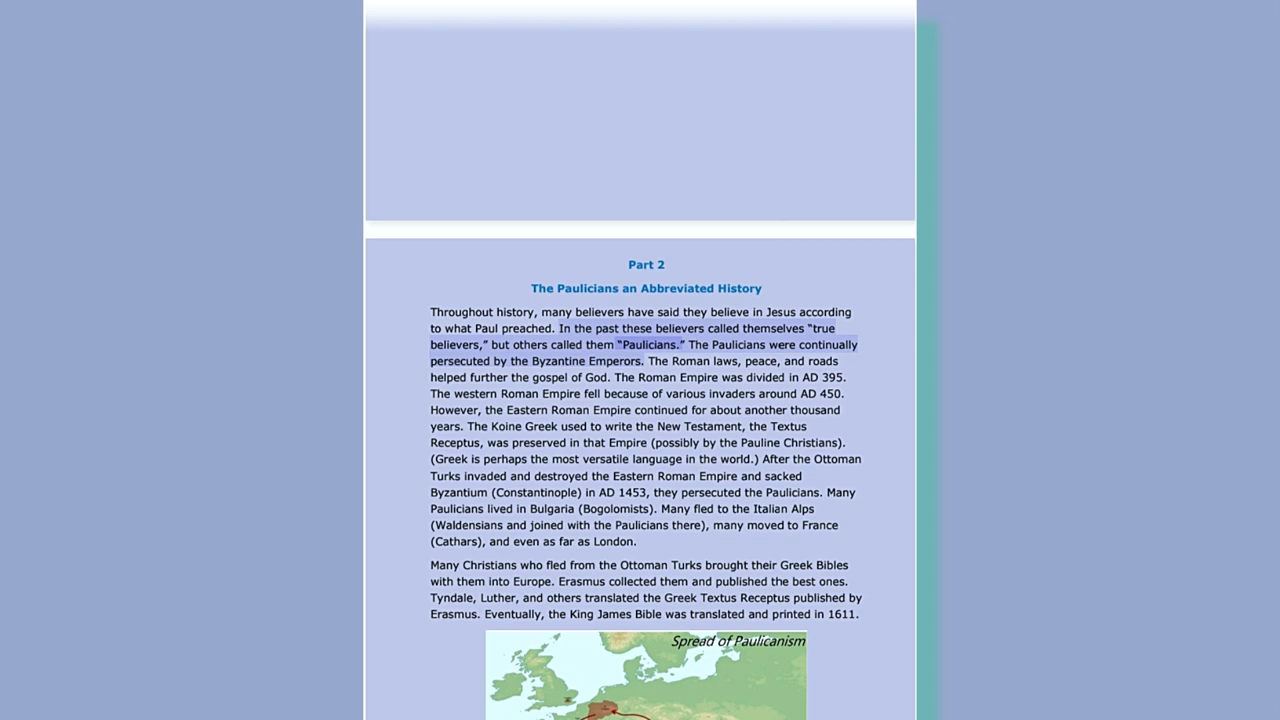 Part 2
The Paulicians an Abbreviated History
Throughout history, many believers have said they believe in Jesus according
to what Paul preached. In the past these believers called themselves “true
believers,” but others called them “Paulicians.” The Paulicians were continually
persecuted by the Byzantine Emperors. The Roman laws, peace, and roads
helped further the gospel of God. The Roman Empire was divided in AD 395.
The western Roman Empire fell because of various invaders around AD 450.
However, the Eastern Roman Empire continued for about another thousand
years. The Koine Greek used to write the New Testament, the Textus
Receptus, was preserved in that Empire (possibly by the Pauline Christians).
(Greek is perhaps the most versatile language in the world.) After the Ottoman
Turks invaded and destroyed the Eastern Roman Empire and sacked
Byzantium (Constantinople) in AD 1453, they persecuted the Paulicians. Many
Paulicians lived in Bulgaria (Bogolomists). Many fled to the Italian Alps
(Waldensians and joined with the Paulicians there), many moved to France
(Cathars), and even as far as London.
Many Christians who fled from the Ottoman Turks brought their Greek Bibles
with them into Europe. Erasmus collected them and published the best ones.
Tyndale, Luther, and others translated the Greek Textus Receptus published by
Erasmus. Eventually, the King James Bible was translated and printed in 1611.
Spread of Paulicanism